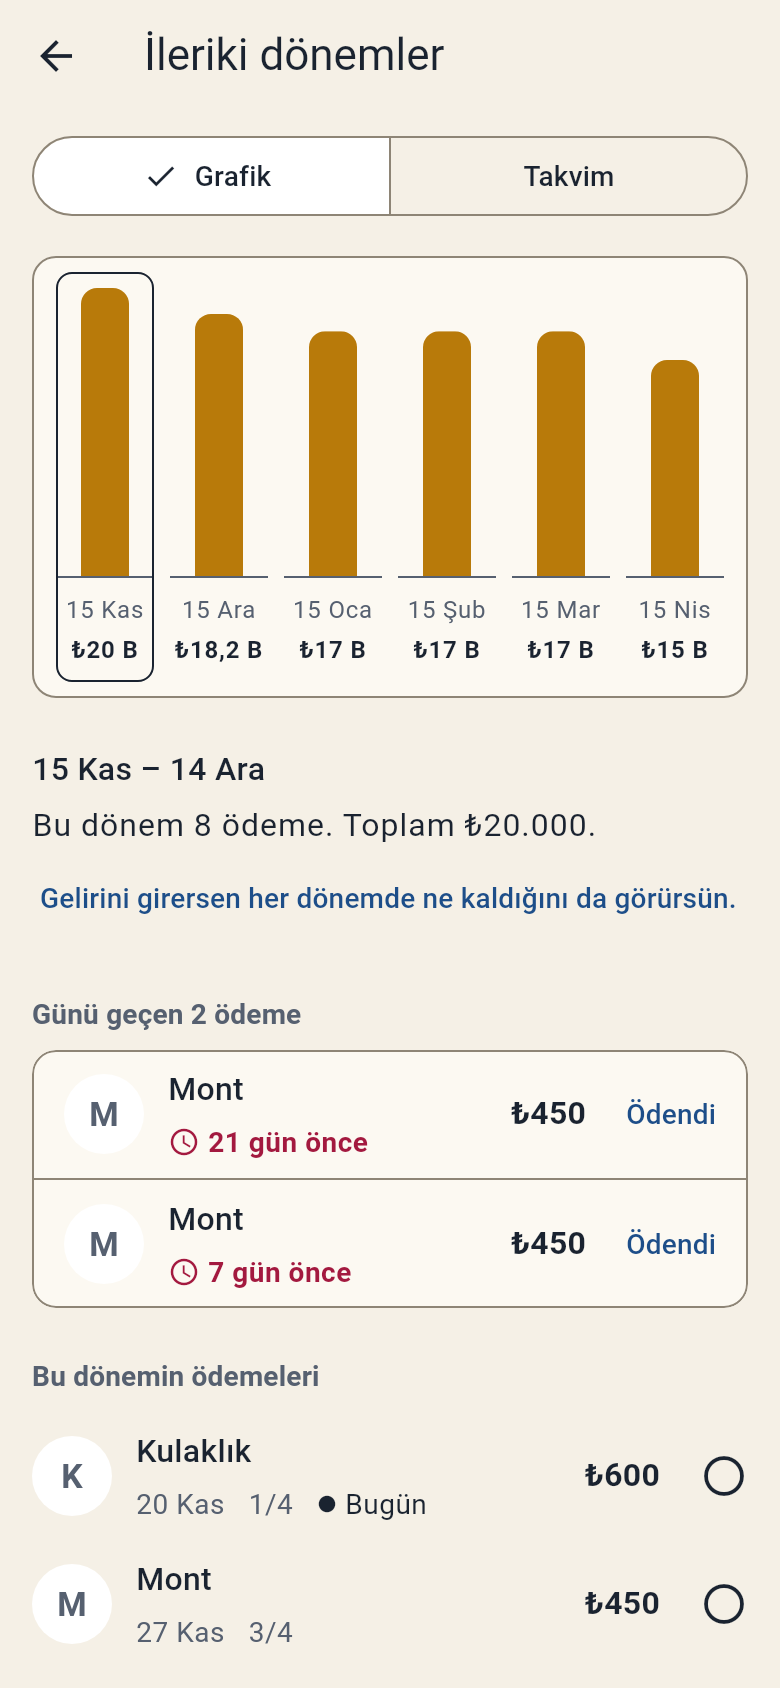 İleriki dönemler
Grafik
Takvim
15 Kas
₺20 B
15 Ara
₺18,2 B
15 Oca
₺17 B
15 Şub
₺17 B
15 Mar
₺17 B
15 Nis
₺15 B
15 Kas – 14 Ara
Bu dönem 8 ödeme. Toplam ₺20.000.
Gelirini girersen her dönemde ne kaldığını da görürsün.
Günü geçen 2 ödeme
M
Mont
21 gün önce
₺450
Ödendi
M
Mont
7 gün önce
₺450
Ödendi
Bu dönemin ödemeleri
K
Kulaklık
20 Kas 1/4 ● Bugün
₺600
M
Mont
27 Kas 3/4
₺450